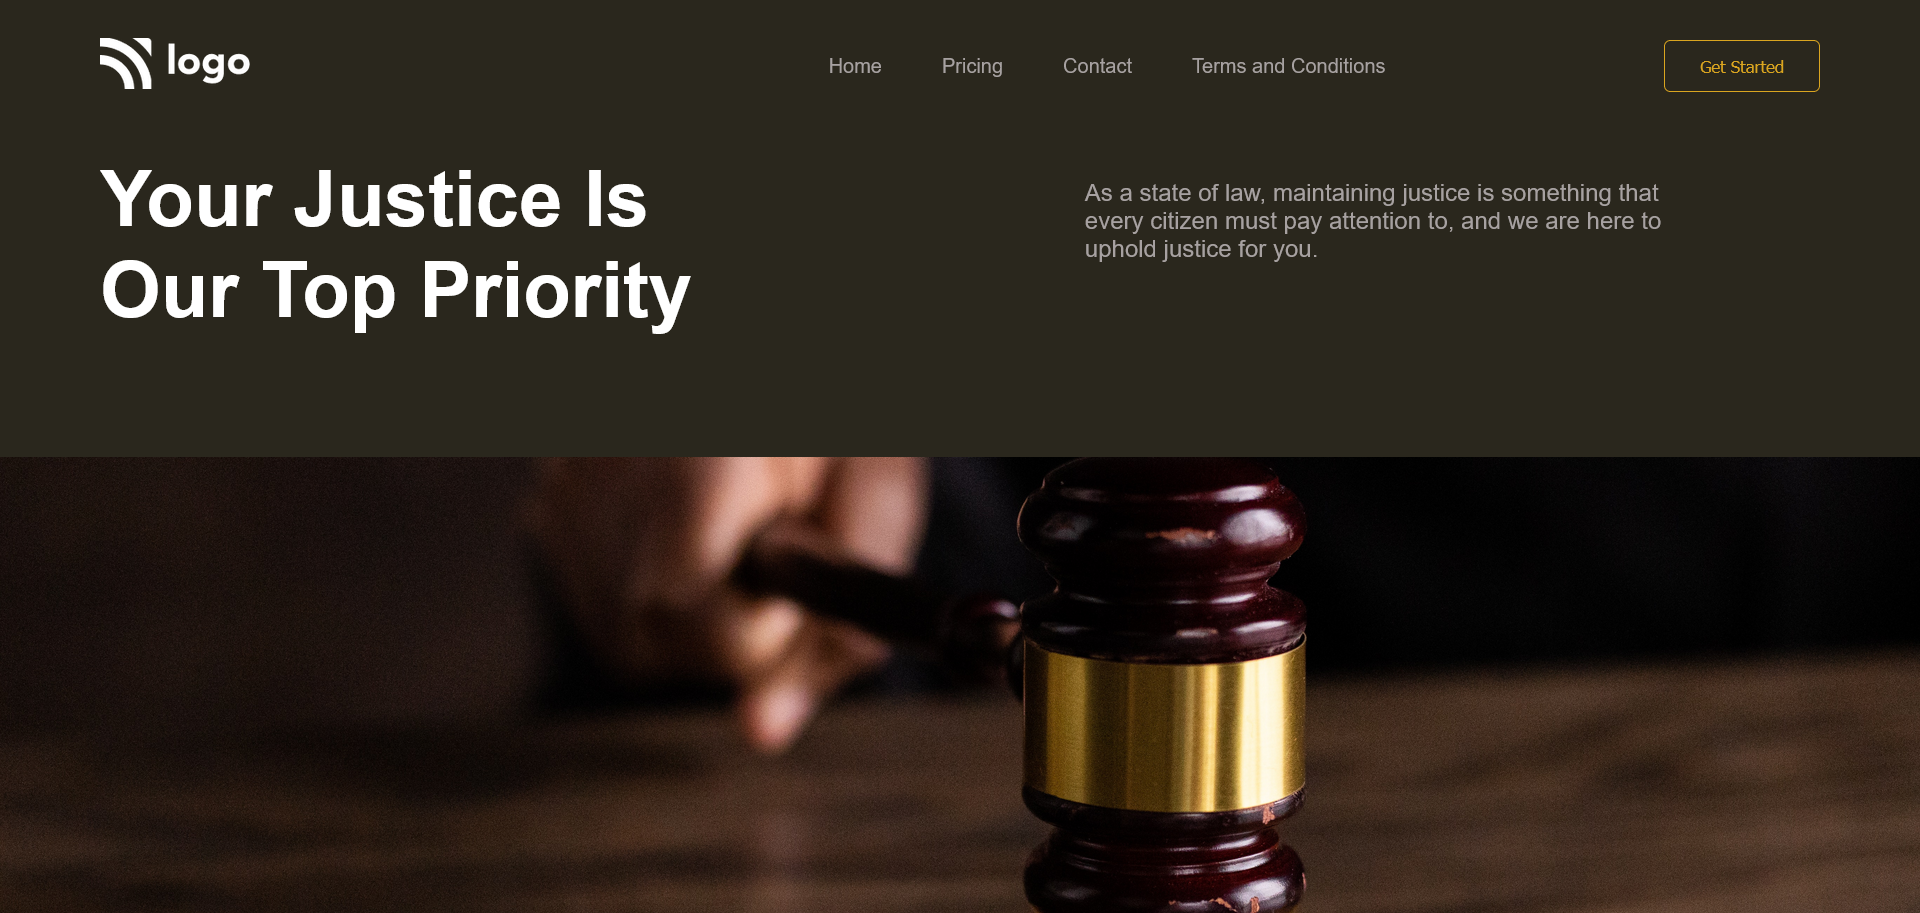 logo
Home Pricing Contact Terms and Conditions
Get Started
Your Justice Is
Our Top Priority
As a state of law, maintaining justice is something that
every citizen must pay attention to, and we are here to
uphold justice for you.